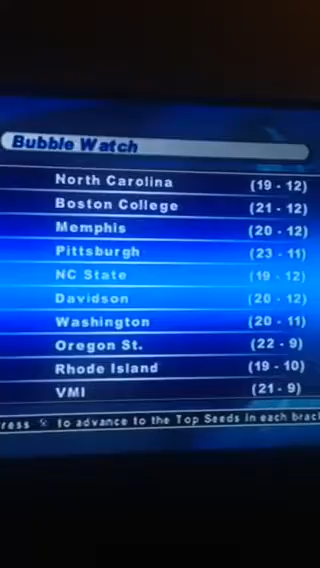 Bubble Watch
North Carolina (19 - 12)
Boston College (21 - 12)
Memphis (20 - 12)
Pittsburgh (23 - 11)
NC State (19 - 12)
Davidson (20 - 12)
Washington (20 - 11)
Oregon St. (22 - 9)
Rhode Island (19 - 10)
VMI (21 - 9)
ress to advance to the Top Seeds in each brac